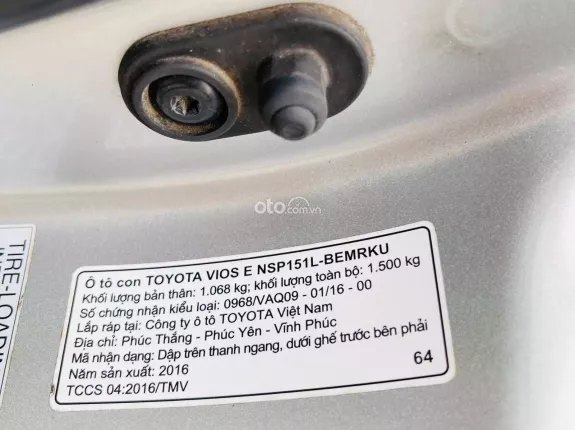 oto.com.vn
TIRE-LOADIN
Ô tô con TOYOTA VIOS E NSP151L-BEMRKU
Khối lượng bản thân: 1.068 kg; khối lượng toàn bộ: 1.500 kg
Số chứng nhận kiểu loại: 0968/VAQ09 - 01/16 - 00
Lắp ráp tại: Công ty ô tô TOYOTA Việt Nam
Địa chỉ: Phúc Thắng - Phúc Yên - Vĩnh Phúc
Mã nhận dạng: Dập trên thanh ngang, dưới ghế trước bên phải
Năm sản xuất: 2016
64
TCCS 04:2016/TMV